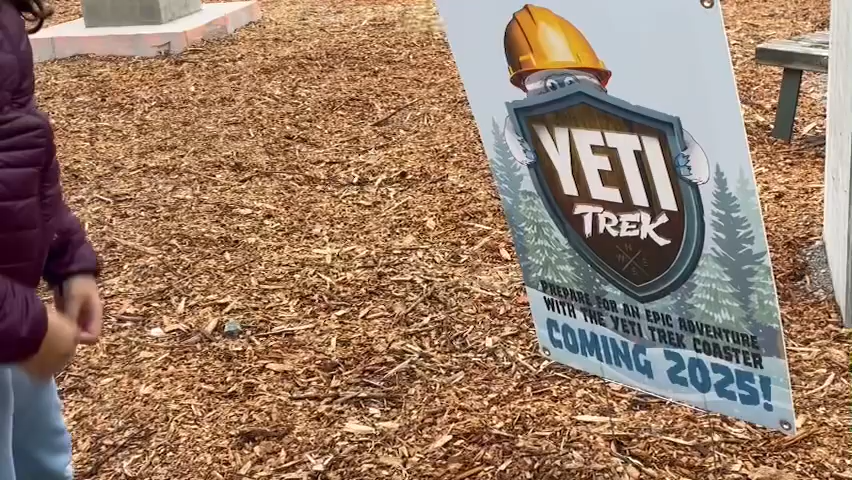 YETI
TREK
PREPARE FOR AN EPIC ADVENTURE
WITH THE YETI TREK COASTER
COMING 2025!